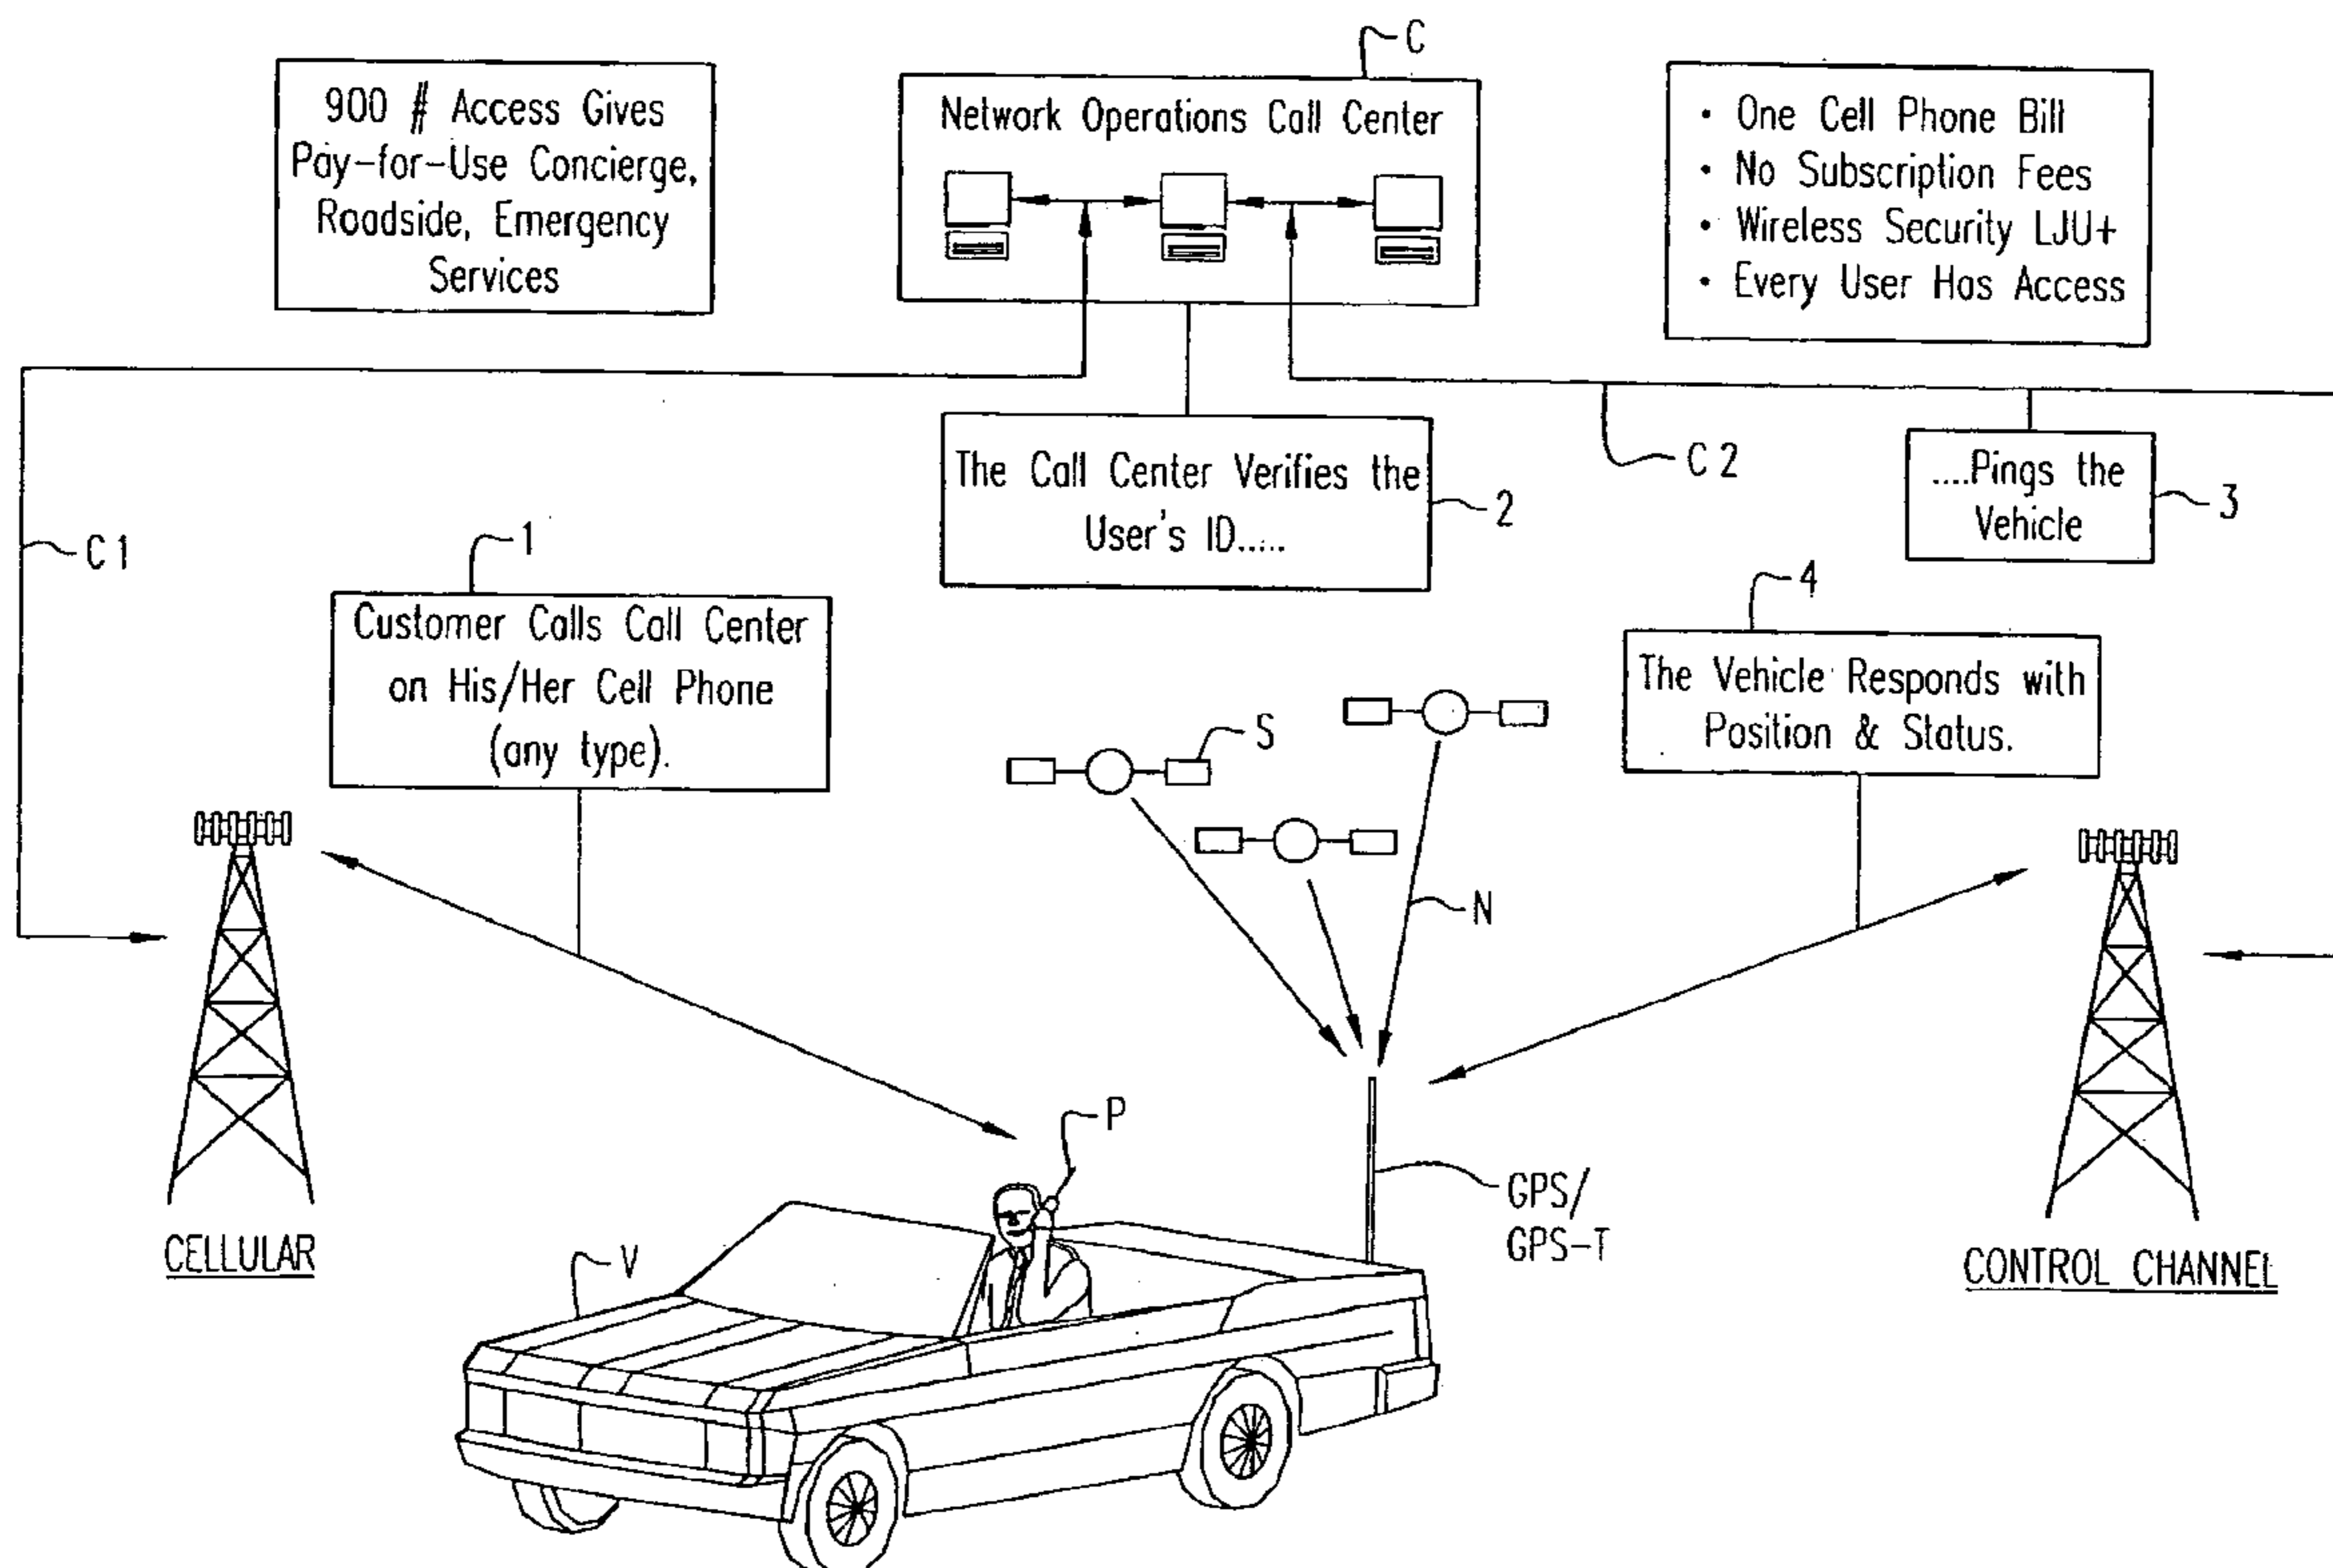 C
900 # Access Gives
Pay-for-Use Concierge,
Roadside, Emergency
Services
Network Operations Call Center
• One Cell Phone Bill
• No Subscription Fees
• Wireless Security LJU+
• Every User Has Access
C1
C2
The Call Center Verifies the
User's ID.....
2
....Pings the
Vehicle
3
1
Customer Calls Call Center
on His/Her Cell Phone
(any type).
4
The Vehicle Responds with
Position & Status.
S
N
P
GPS/
GPS-T
V
CELLULAR
CONTROL CHANNEL